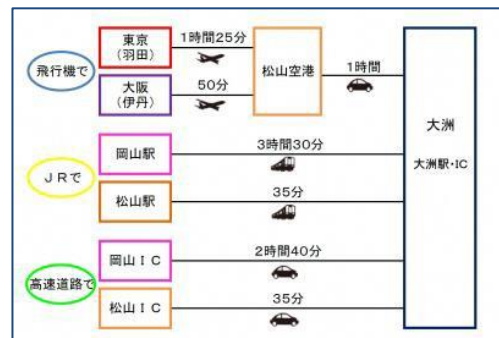 飛行機で
東京
(羽田)
1時間25分
大阪
(伊丹)
50分
松山空港
1時間
大洲
大洲駅・IC
JRで
岡山駅
3時間30分
松山駅
35分
高速道路で
岡山IC
2時間40分
松山IC
35分